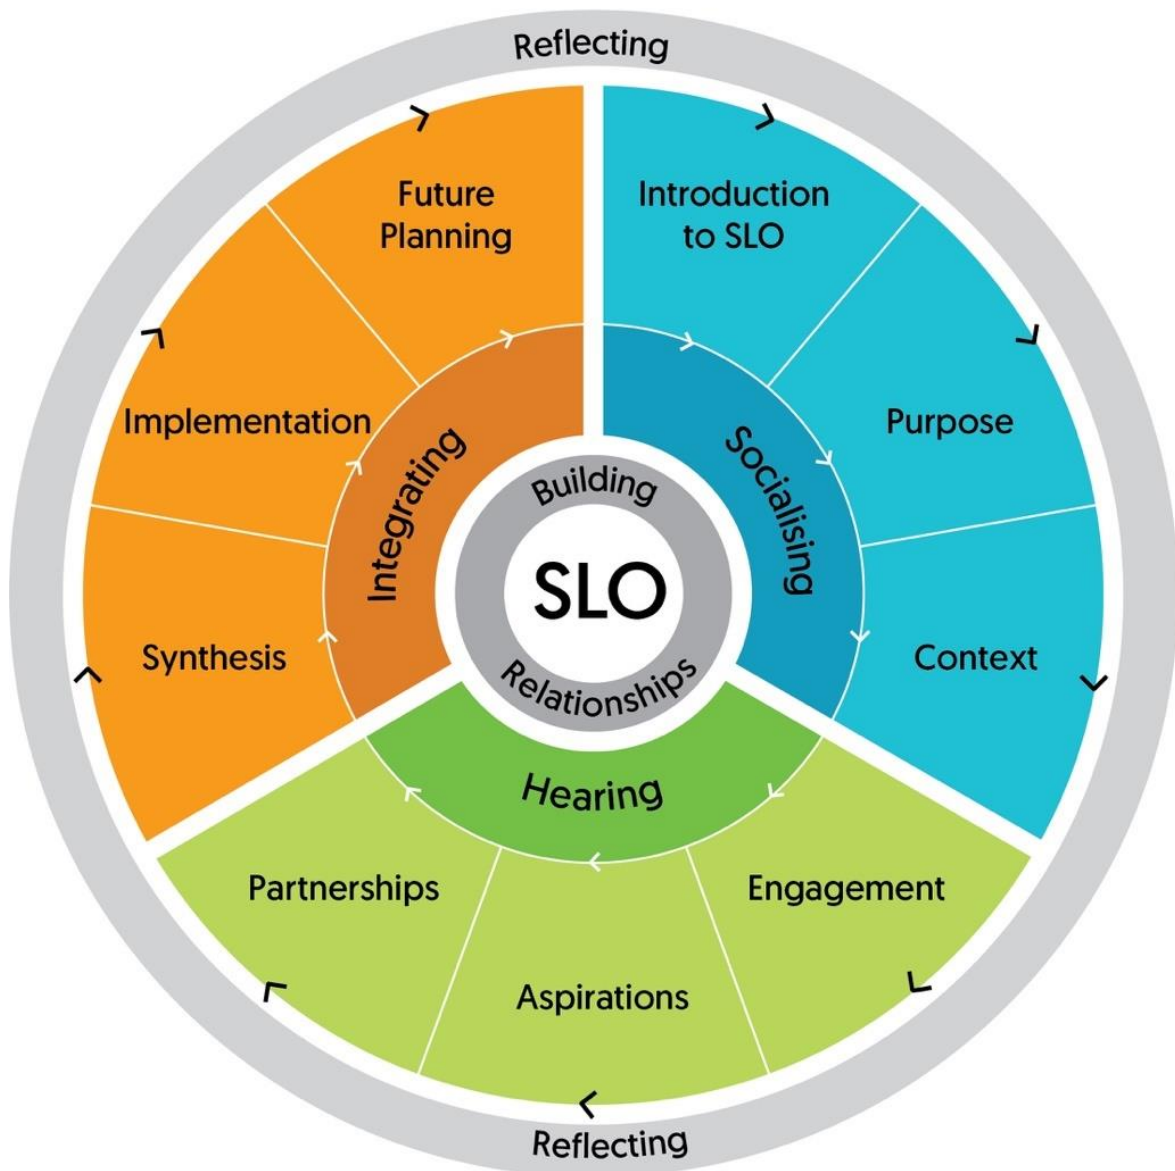 Reflecting
Introduction
to SLO
Purpose
Context
Engagement
Aspirations
Partnerships
Synthesis
Implementation
Future
Planning
Socialising
Hearing
Integrating
Building
SLO
Relationships
Reflecting